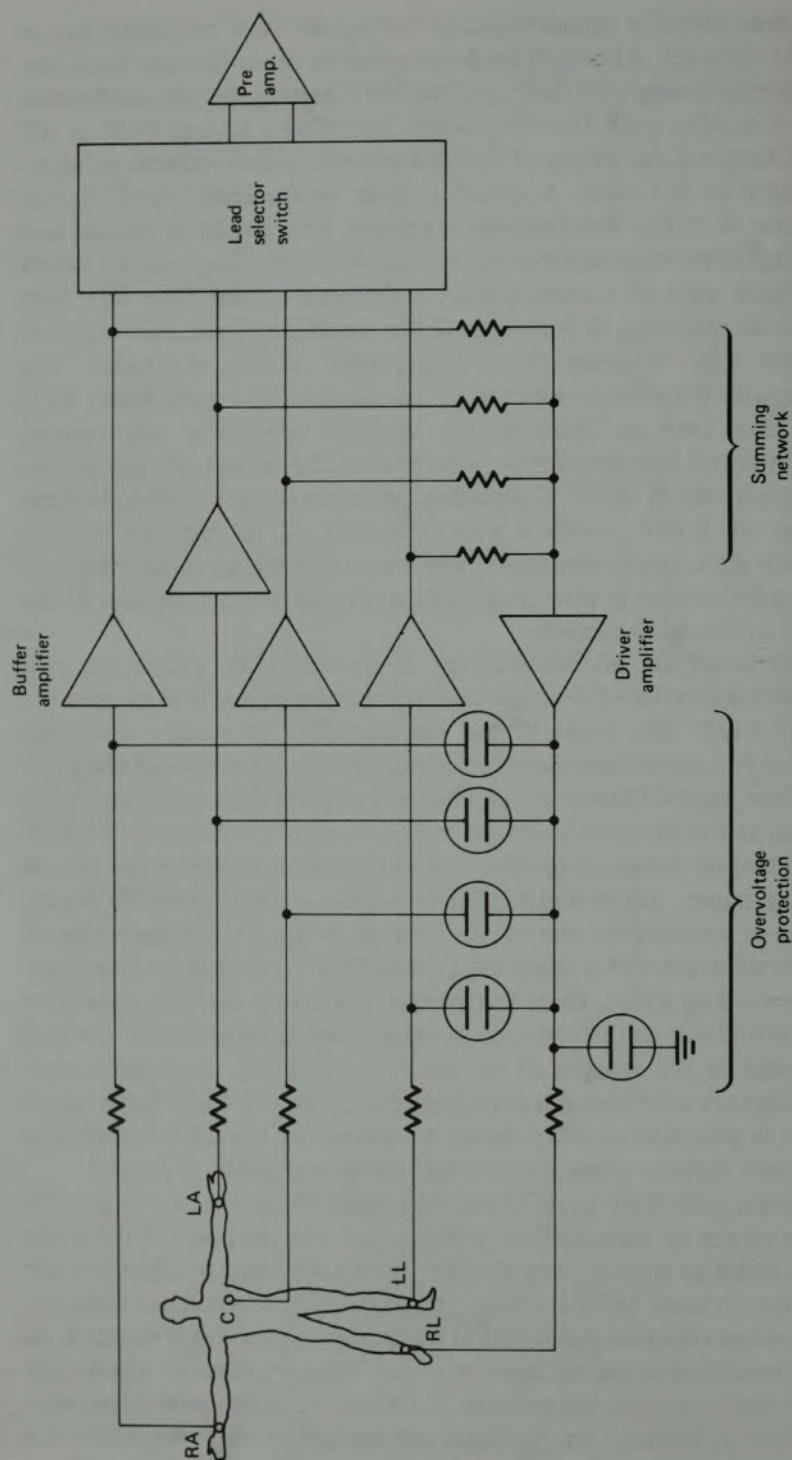 Pre
amp.
Lead
selector
switch
Buffer
amplifier
Driver
amplifier
Summing
network
Overvoltage
protection
RA
LA
C
LL
RL